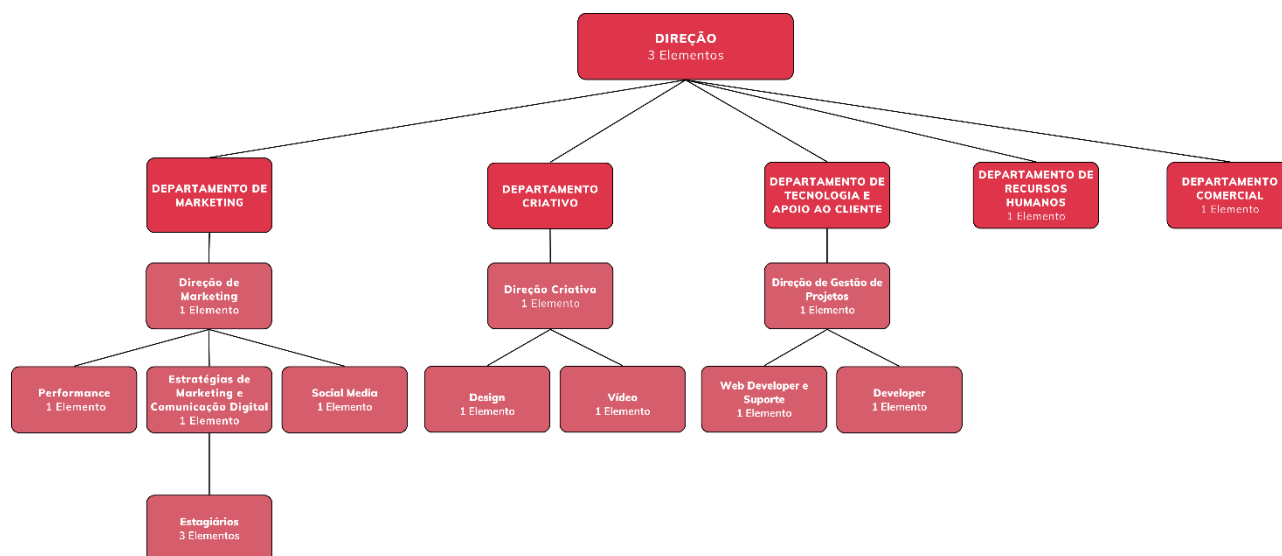 DIREÇÃO
3 Elementos
DEPARTAMENTO DE
MARKETING
DEPARTAMENTO
CRIATIVO
DEPARTAMENTO DE
TECNOLOGIA E
APOIO AO CLIENTE
DEPARTAMENTO DE
RECURSOS
HUMANOS
1 Elemento
DEPARTAMENTO
COMERCIAL
1 Elemento
Direção de
Marketing
1 Elemento
Direção Criativa
1 Elemento
Direção de Gestão de
Projetos
1 Elemento
Performance
1 Elemento
Estratégias de
Marketing e
Comunicação Digital
1 Elemento
Social Media
1 Elemento
Design
1 Elemento
Vídeo
1 Elemento
Web Developer e
Suporte
1 Elemento
Developer
1 Elemento
Estagiários
3 Elementos